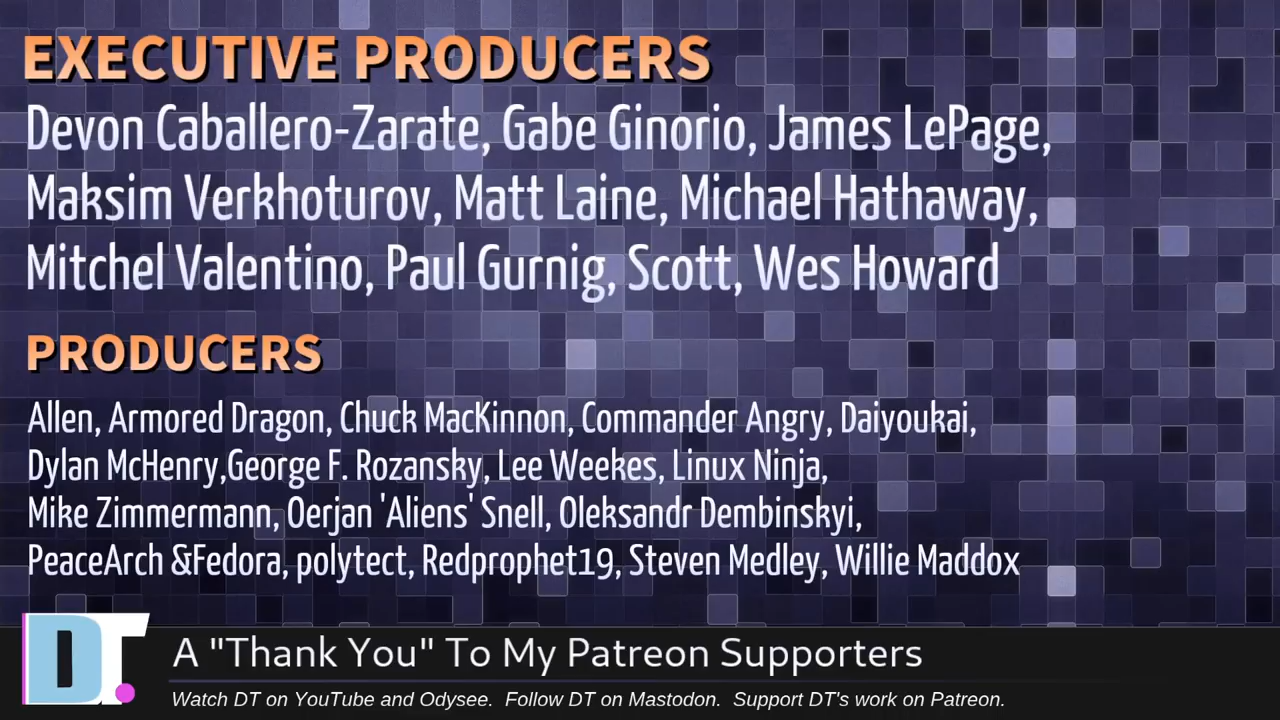 EXECUTIVE PRODUCERS
Devon Caballero-Zarate, Gabe Ginorio, James LePage,
Maksim Verkhoturov, Matt Laine, Michael Hathaway,
Mitchel Valentino, Paul Gurnig, Scott, Wes Howard
PRODUCERS
Allen, Armored Dragon, Chuck MacKinnon, Commander Angry, Daiyoukai,
Dylan McHenry,George F. Rozansky, Lee Weekes, Linux Ninja,
Mike Zimmermann, Oerjan 'Aliens' Snell, Oleksandr Dembinskyi,
PeaceArch &Fedora, polytect, Redprophet19, Steven Medley, Willie Maddox
DT.
A "Thank You" To My Patreon Supporters
Watch DT on YouTube and Odysee. Follow DT on Mastodon. Support DT's work on Patreon.